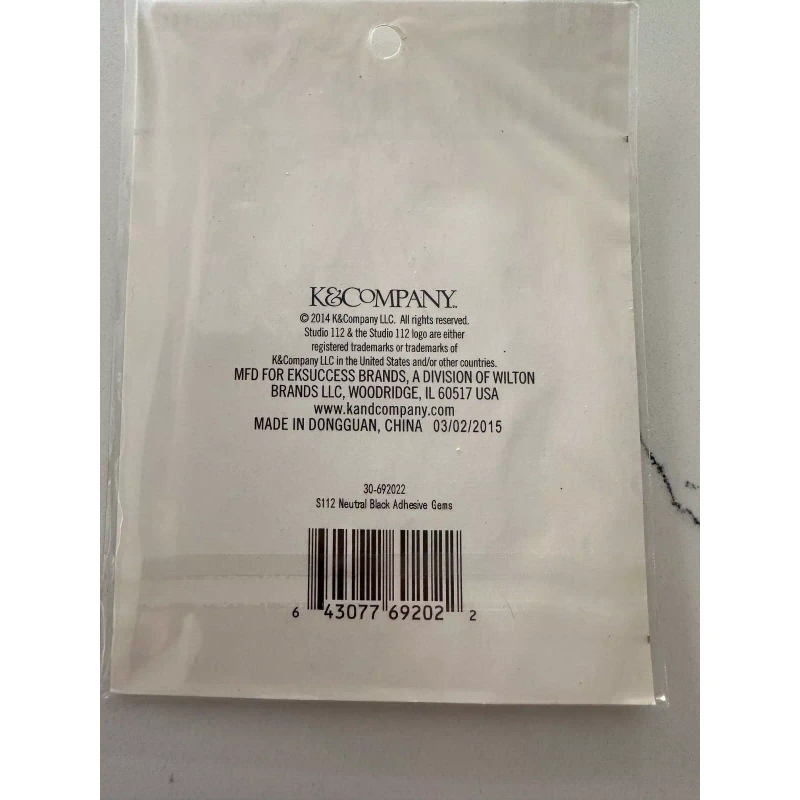 K&COMPANY™
© 2014 K&Company LLC. All rights reserved.
Studio 112 & the Studio 112 logo are either
registered trademarks or trademarks of
K&Company LLC in the United States and/or other countries.
MFD FOR EKSUCCESS BRANDS, A DIVISION OF WILTON
BRANDS LLC, WOODRIDGE, IL 60517 USA
www.kandcompany.com
MADE IN DONGGUAN, CHINA 03/02/2015
30-692022
S112 Neutral Black Adhesive Gems
6 43077 69202 2